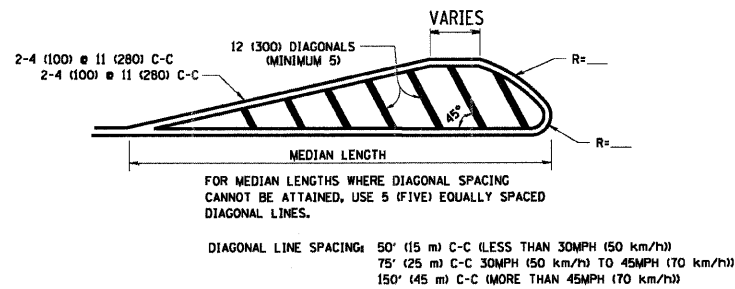 VARIES
2-4 (100) @ 11 (280) C-C
2-4 (100) @ 11 (280) C-C
12 (300) DIAGONALS
(MINIMUM 5)
R=___
45°
R=___
MEDIAN LENGTH
FOR MEDIAN LENGTHS WHERE DIAGONAL SPACING
CANNOT BE ATTAINED, USE 5 (FIVE) EQUALLY SPACED
DIAGONAL LINES.
DIAGONAL LINE SPACING: 50' (15 m) C-C (LESS THAN 30MPH (50 km/h))
75' (25 m) C-C 30MPH (50 km/h) TO 45MPH (70 km/h))
150' (45 m) C-C (MORE THAN 45MPH (70 km/h))